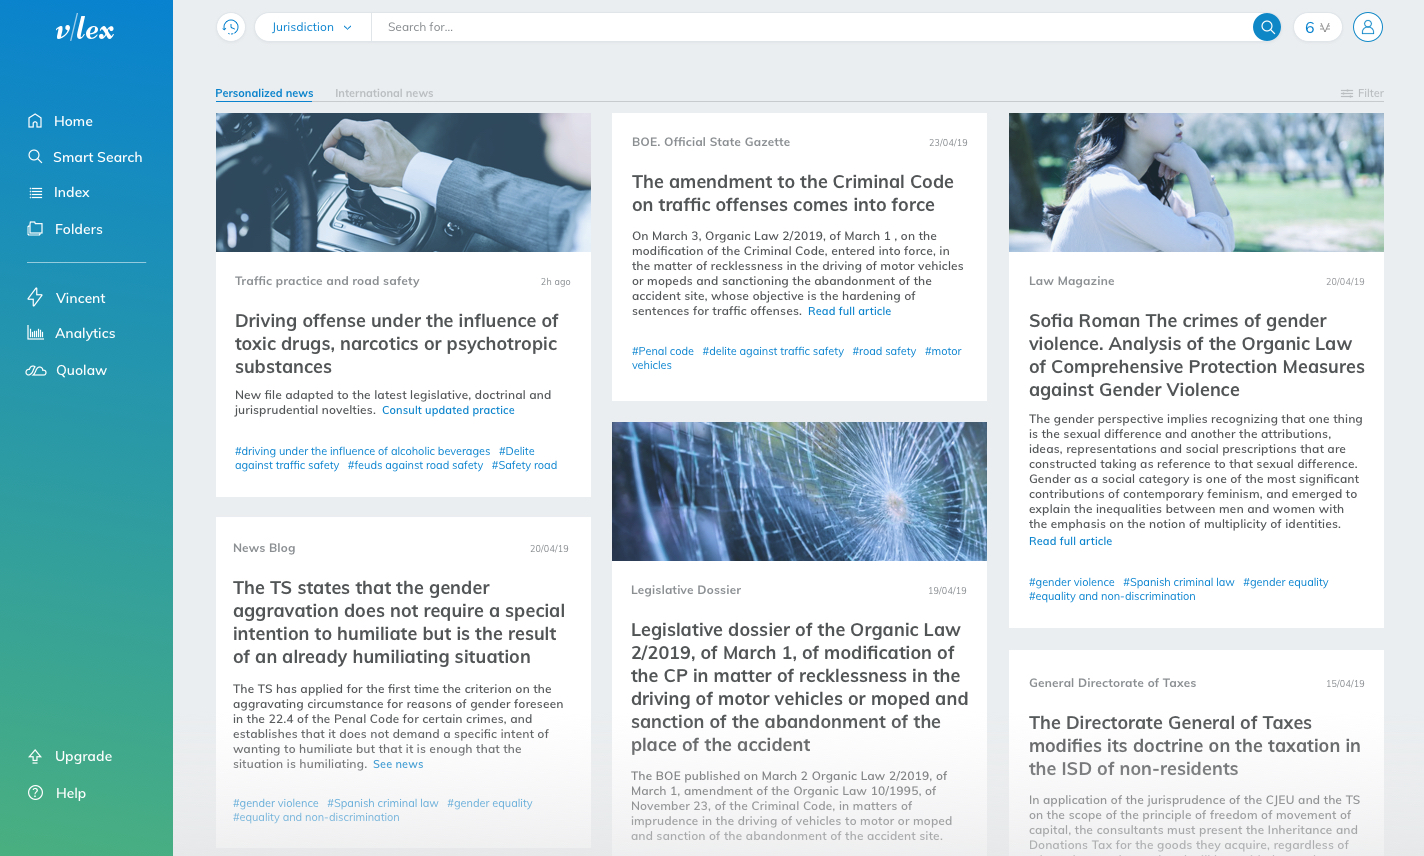 v/lex
Jurisdiction
Search for...
6
Home
Smart Search
Index
Folders
Vincent
Analytics
Quolaw
Upgrade
Help
Personalized news
International news
Filter
Traffic practice and road safety
2h ago
Driving offense under the influence of
toxic drugs, narcotics or psychotropic
substances
New file adapted to the latest legislative, doctrinal and
jurisprudential novelties. Consult updated practice
#driving under the influence of alcoholic beverages #Delite
against traffic safety #feuds against road safety #Safety road
News Blog
20/04/19
The TS states that the gender
aggravation does not require a special
intention to humiliate but is the result
of an already humiliating situation
The TS has applied for the first time the criterion on the
aggravating circumstance for reasons of gender foreseen
in the 22.4 of the Penal Code for certain crimes, and
establishes that it does not demand a specific intent of
wanting to humiliate but that it is enough that the
situation is humiliating. See news
#gender violence #Spanish criminal law #gender equality
#equality and non-discrimination
BOE. Official State Gazette
23/04/19
The amendment to the Criminal Code
on traffic offenses comes into force
On March 3, Organic Law 2/2019, of March 1 , on the
modification of the Criminal Code, entered into force, in
the matter of recklessness in the driving of motor vehicles
or mopeds and sanctioning the abandonment of the
accident site, whose objective is the hardening of
sentences for traffic offenses. Read full article
#Penal code #delite against traffic safety #road safety #motor
vehicles
Legislative Dossier
19/04/19
Legislative dossier of the Organic Law
2/2019, of March 1, of modification of
the CP in matter of recklessness in the
driving of motor vehicles or moped and
sanction of the abandonment of the
place of the accident
The BOE published on March 2 Organic Law 2/2019, of
March 1, amendment of the Organic Law 10/1995, of
November 23, of the Criminal Code, in matters of
imprudence in the driving of vehicles to motor or moped
and sanction of the abandonment of the accident site.
Law Magazine
20/04/19
Sofia Roman The crimes of gender
violence. Analysis of the Organic Law
of Comprehensive Protection Measures
against Gender Violence
The gender perspective implies recognizing that one thing
is the sexual difference and another the attributions,
ideas, representations and social prescriptions that are
constructed taking as reference to that sexual difference.
Gender as a social category is one of the most significant
contributions of contemporary feminism, and emerged to
explain the inequalities between men and women with
the emphasis on the notion of multiplicity of identities.
Read full article
#gender violence #Spanish criminal law #gender equality
#equality and non-discrimination
General Directorate of Taxes
15/04/19
The Directorate General of Taxes
modifies its doctrine on the taxation in
the ISD of non-residents
In application of the jurisprudence of the CJEU and the TS
on the scope of the principle of freedom of movement of
capital, the consultants must present the Inheritance and
Donations Tax for the goods they acquire, regardless of